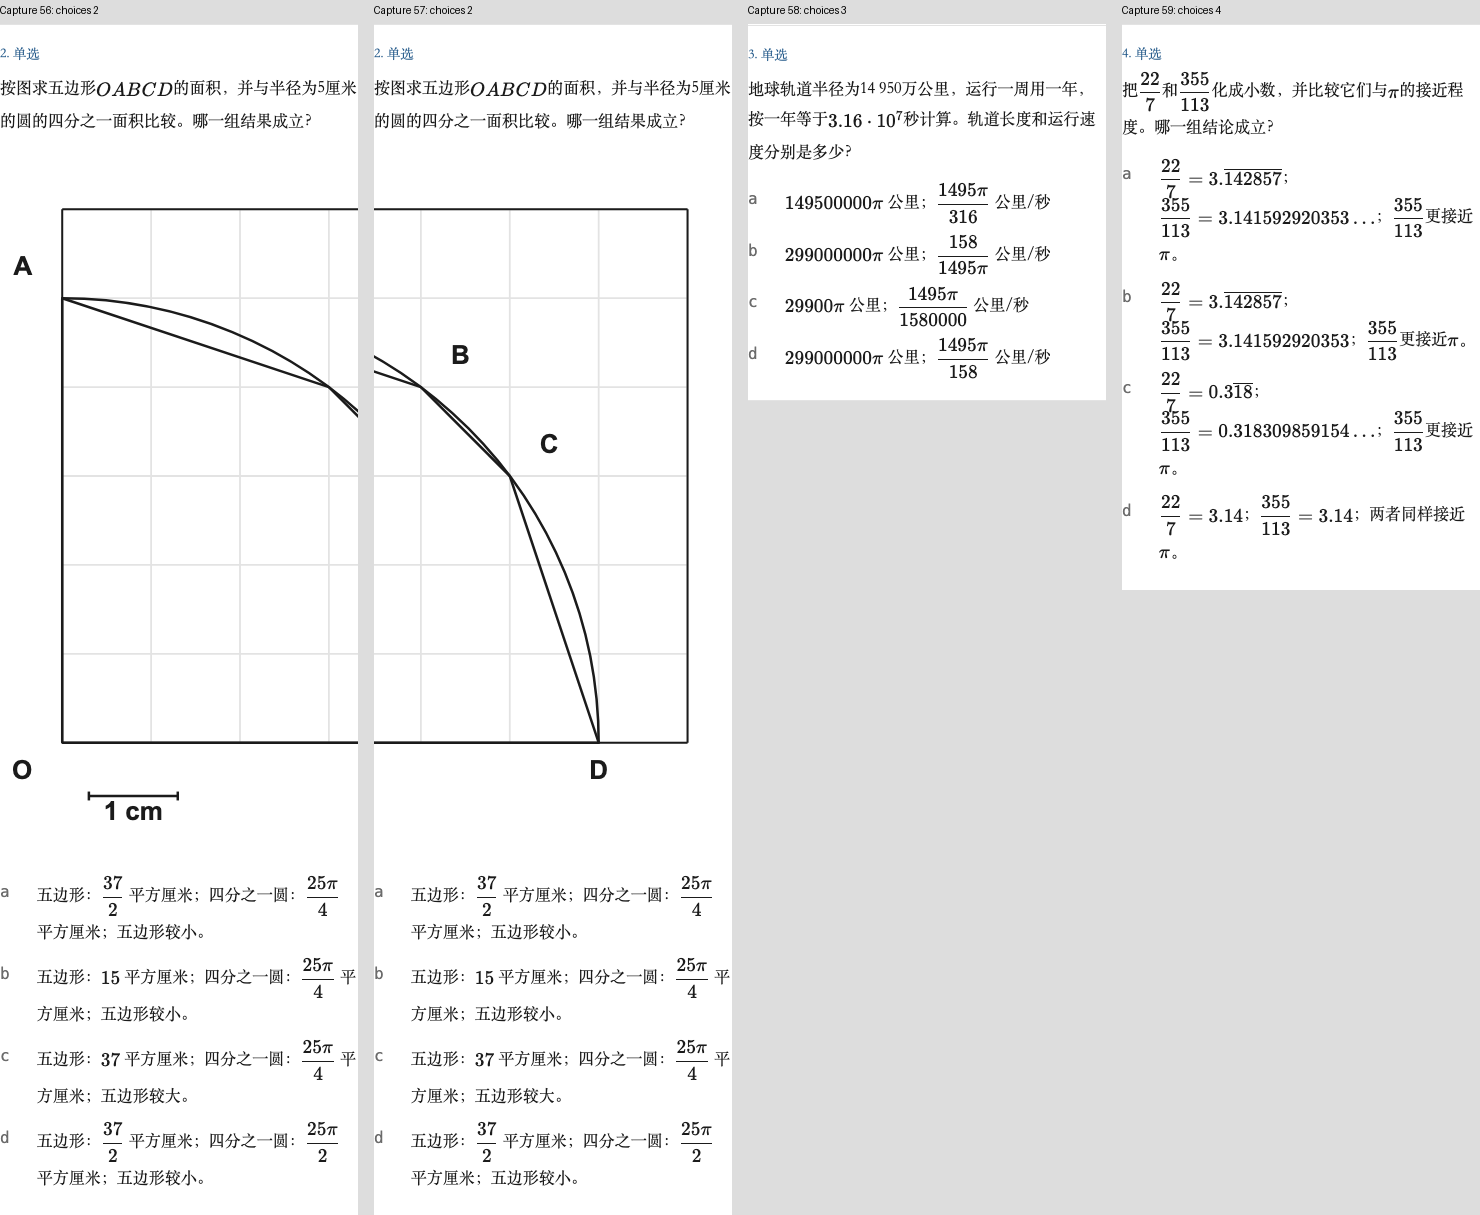 Capture 56: choices 2
2. 单选
按图求五边形OABCD的面积，并与半径为5厘米
的圆的四分之一面积比较。哪一组结果成立?
A
O
1 cm
a 五边形: 37/2 平方厘米；四分之一圆: 25π/4
平方厘米；五边形较小。
b 五边形: 15 平方厘米；四分之一圆: 25π/4 平
方厘米；五边形较小。
c 五边形: 37 平方厘米；四分之一圆: 25π/4 平
方厘米；五边形较大。
d 五边形: 37/2 平方厘米；四分之一圆: 25π/2
平方厘米；五边形较小。
Capture 57: choices 2
2. 单选
按图求五边形OABCD的面积，并与半径为5厘米
的圆的四分之一面积比较。哪一组结果成立?
B
C
D
a 五边形: 37/2 平方厘米；四分之一圆: 25π/4
平方厘米；五边形较小。
b 五边形: 15 平方厘米；四分之一圆: 25π/4 平
方厘米；五边形较小。
c 五边形: 37 平方厘米；四分之一圆: 25π/4 平
方厘米；五边形较大。
d 五边形: 37/2 平方厘米；四分之一圆: 25π/2
平方厘米；五边形较小。
Capture 58: choices 3
3. 单选
地球轨道半径为14 950万公里，运行一周用一年，
按一年等于3.16 · 10⁷秒计算。轨道长度和运行速
度分别是多少?
a 149500000π 公里；1495π/316 公里/秒
b 299000000π 公里；158/1495π 公里/秒
c 29900π 公里；1495π/1580000 公里/秒
d 299000000π 公里；1495π/158 公里/秒
Capture 59: choices 4
4. 单选
把22/7和355/113化成小数，并比较它们与π的接近程
度。哪一组结论成立?
a 22/7 = 3.1̅4̅2̅8̅5̅7̅;
355/113 = 3.141592920353...; 355/113更接近
π。
b 22/7 = 3.1̅4̅2̅8̅5̅7̅;
355/113 = 3.141592920353; 355/113更接近π。
c 22/7 = 0.31̅8̅;
355/113 = 0.318309859154...; 355/113更接近
π。
d 22/7 = 3.14; 355/113 = 3.14; 两者同样接近
π。